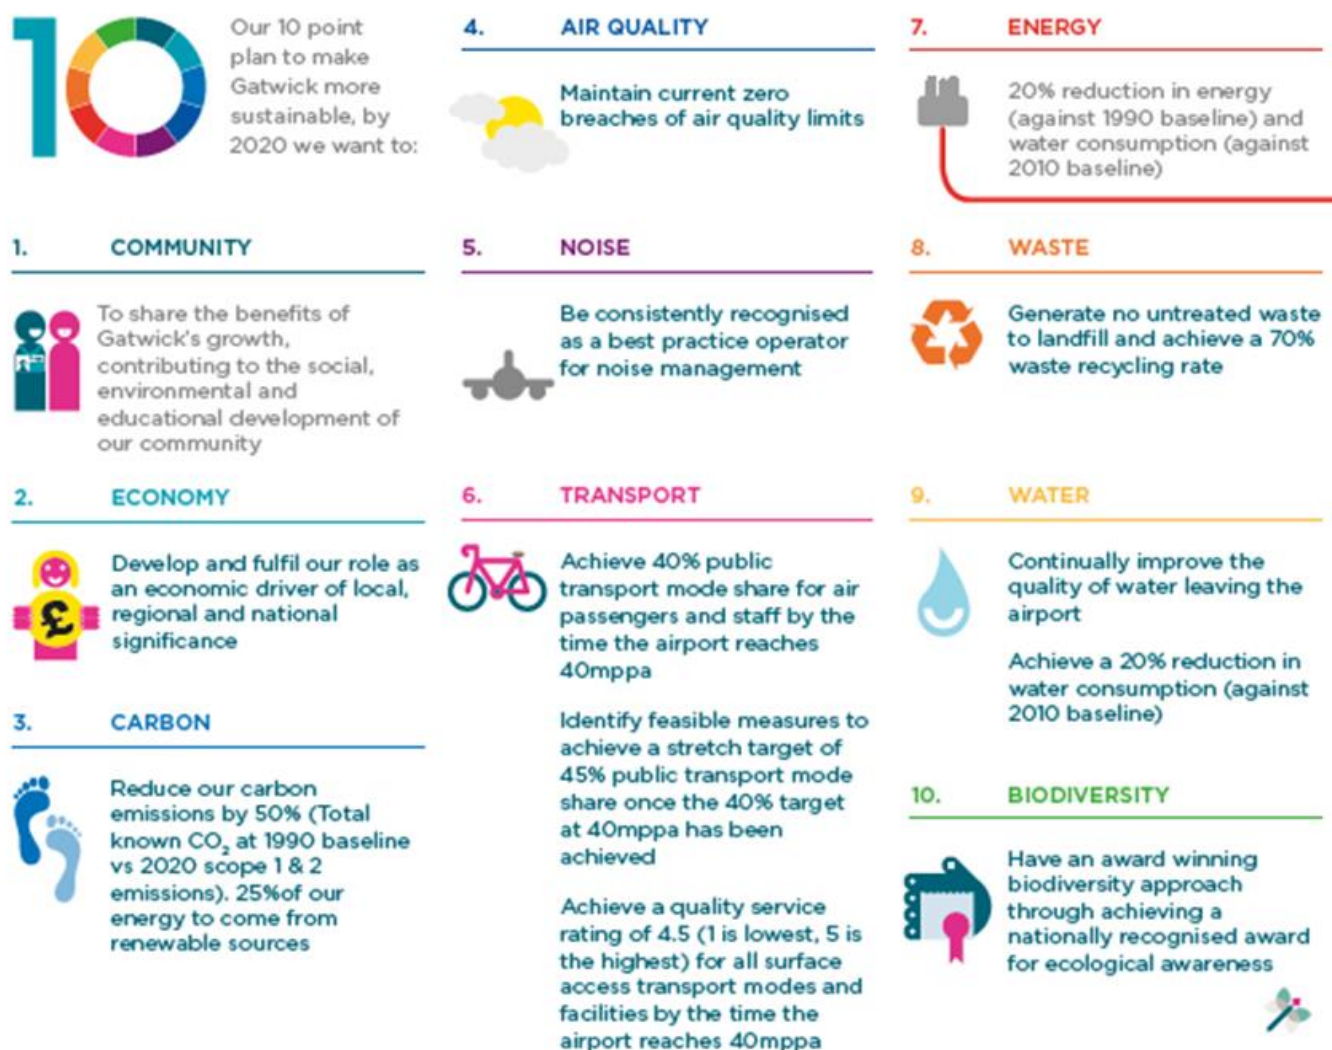 10
Our 10 point
plan to make
Gatwick more
sustainable, by
2020 we want to:
1. COMMUNITY
To share the benefits of
Gatwick's growth,
contributing to the social,
environmental and
educational development of
our community
2. ECONOMY
£
Develop and fulfil our role as
an economic driver of local,
regional and national
significance
3. CARBON
Reduce our carbon
emissions by 50% (Total
known CO₂ at 1990 baseline
vs 2020 scope 1 & 2
emissions). 25%of our
energy to come from
renewable sources
4. AIR QUALITY
Maintain current zero
breaches of air quality limits
5. NOISE
Be consistently recognised
as a best practice operator
for noise management
6. TRANSPORT
Achieve 40% public
transport mode share for air
passengers and staff by the
time the airport reaches
40mppa
Identify feasible measures to
achieve a stretch target of
45% public transport mode
share once the 40% target
at 40mppa has been
achieved
Achieve a quality service
rating of 4.5 (1 is lowest, 5 is
the highest) for all surface
access transport modes and
facilities by the time the
airport reaches 40mppa
7. ENERGY
20% reduction in energy
(against 1990 baseline) and
water consumption (against
2010 baseline)
8. WASTE
Generate no untreated waste
to landfill and achieve a 70%
waste recycling rate
9. WATER
Continually improve the
quality of water leaving the
airport
Achieve a 20% reduction in
water consumption (against
2010 baseline)
10. BIODIVERSITY
Have an award winning
biodiversity approach
through achieving a
nationally recognised award
for ecological awareness